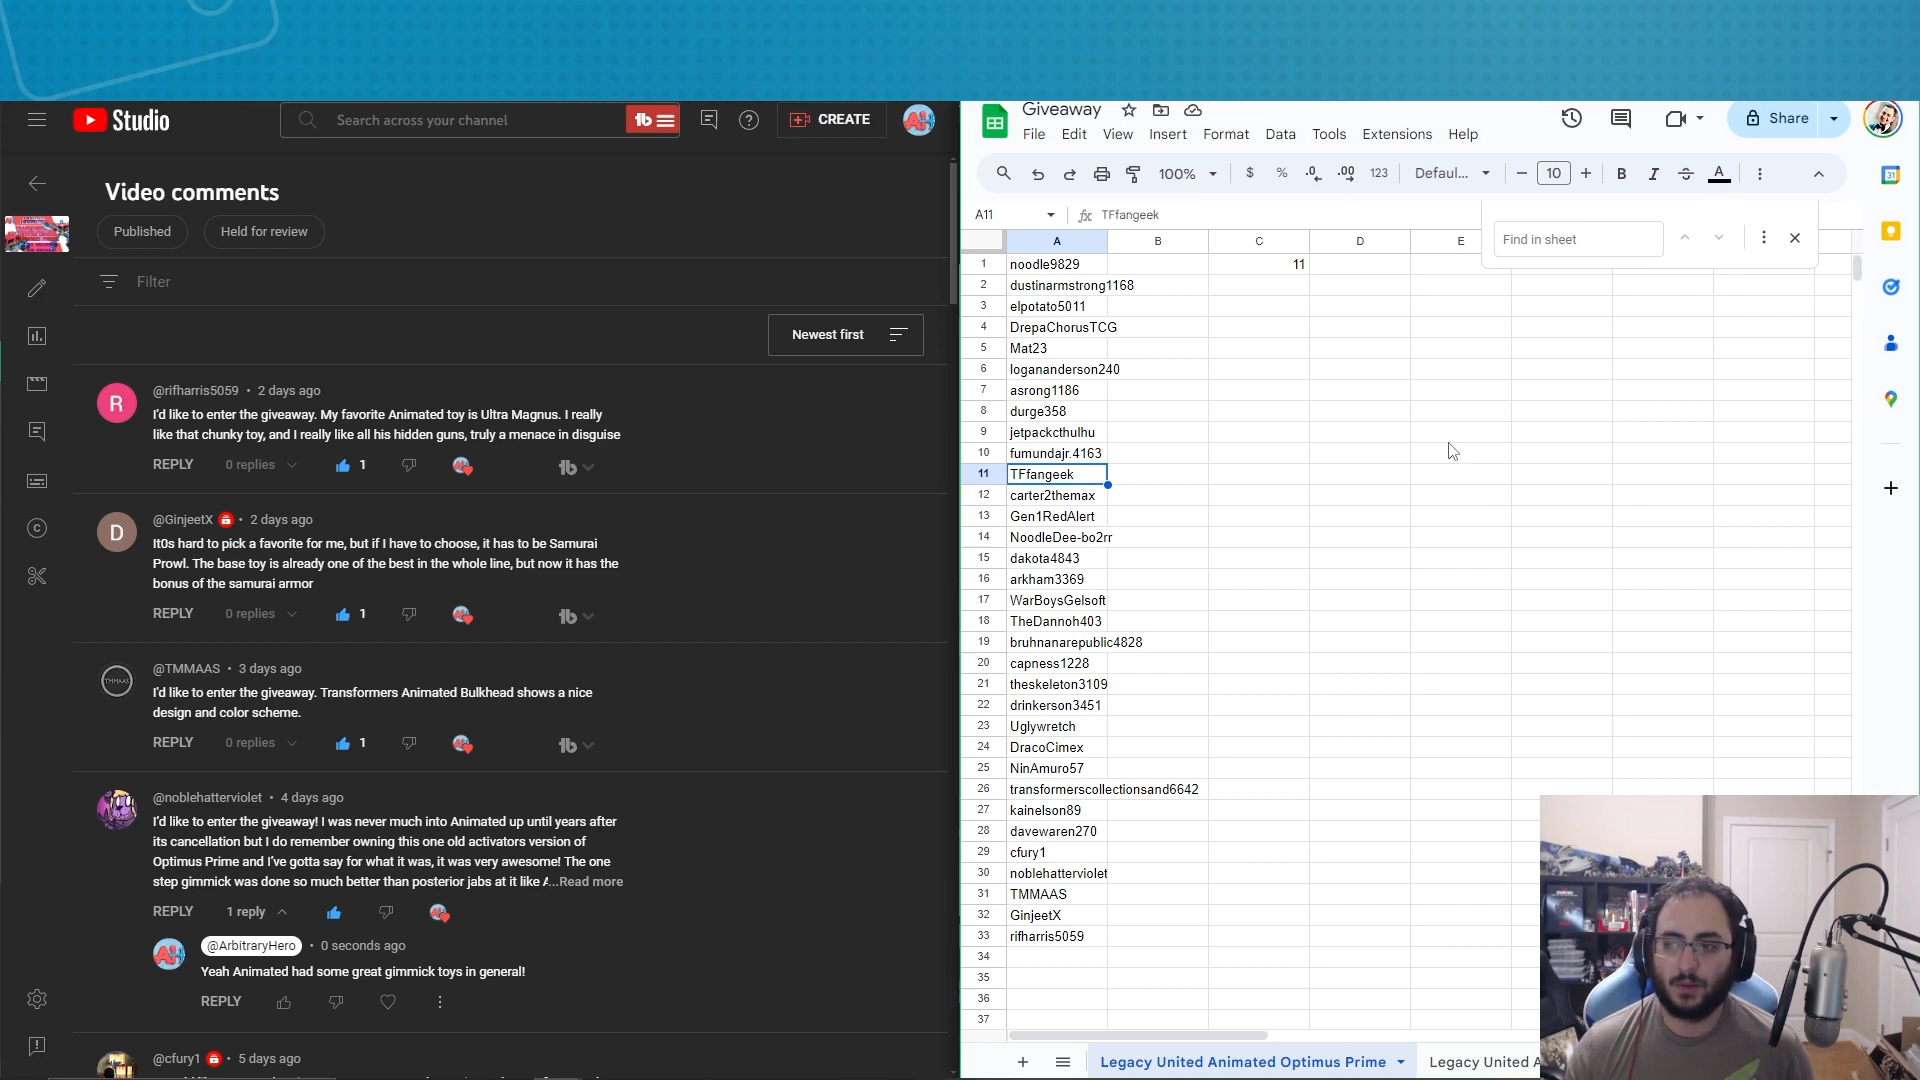 Studio
Search across your channel
CREATE
Video comments
Published
Held for review
Filter
Newest first
R
@rifharris5059 • 2 days ago
I'd like to enter the giveaway. My favorite Animated toy is Ultra Magnus. I really
like that chunky toy, and I really like all his hidden guns, truly a menace in disguise
REPLY 0 replies 1
D
@GinjeetX • 2 days ago
It0s hard to pick a favorite for me, but if I have to choose, it has to be Samurai
Prowl. The base toy is already one of the best in the whole line, but now it has the
bonus of the samurai armor
REPLY 0 replies 1
TMMAAS
@TMMAAS • 3 days ago
I'd like to enter the giveaway. Transformers Animated Bulkhead shows a nice
design and color scheme.
REPLY 0 replies 1
@noblehatterviolet • 4 days ago
I'd like to enter the giveaway! I was never much into Animated up until years after
its cancellation but I do remember owning this one old activators version of
Optimus Prime and I've gotta say for what it was, it was very awesome! The one
step gimmick was done so much better than posterior jabs at it like A...Read more
REPLY 1 reply
AH
@ArbitraryHero • 0 seconds ago
Yeah Animated had some great gimmick toys in general!
REPLY
@cfury1 • 5 days ago
Giveaway
File Edit View Insert Format Data Tools Extensions Help
Share
100% $ % .0 .00 123 Defaul... − 10 + B I S A
A11 fx TFfangeek
Find in sheet
A B C D E
1 noodle9829 11
2 dustinarmstrong1168
3 elpotato5011
4 DrepaChorusTCG
5 Mat23
6 logananderson240
7 asrong1186
8 durge358
9 jetpackcthulhu
10 fumundajr.4163
11 TFfangeek
12 carter2themax
13 Gen1RedAlert
14 NoodleDee-bo2rr
15 dakota4843
16 arkham3369
17 WarBoysGelsoft
18 TheDannoh403
19 bruhnanarepublic4828
20 capness1228
21 theskeleton3109
22 drinkerson3451
23 Uglywretch
24 DracoCimex
25 NinAmuro57
26 transformerscollectionsand6642
27 kainelson89
28 davewaren270
29 cfury1
30 noblehatterviolet
31 TMMAAS
32 GinjeetX
33 rifharris5059
34
35
36
37
31
Legacy United Animated Optimus Prime
Legacy United A